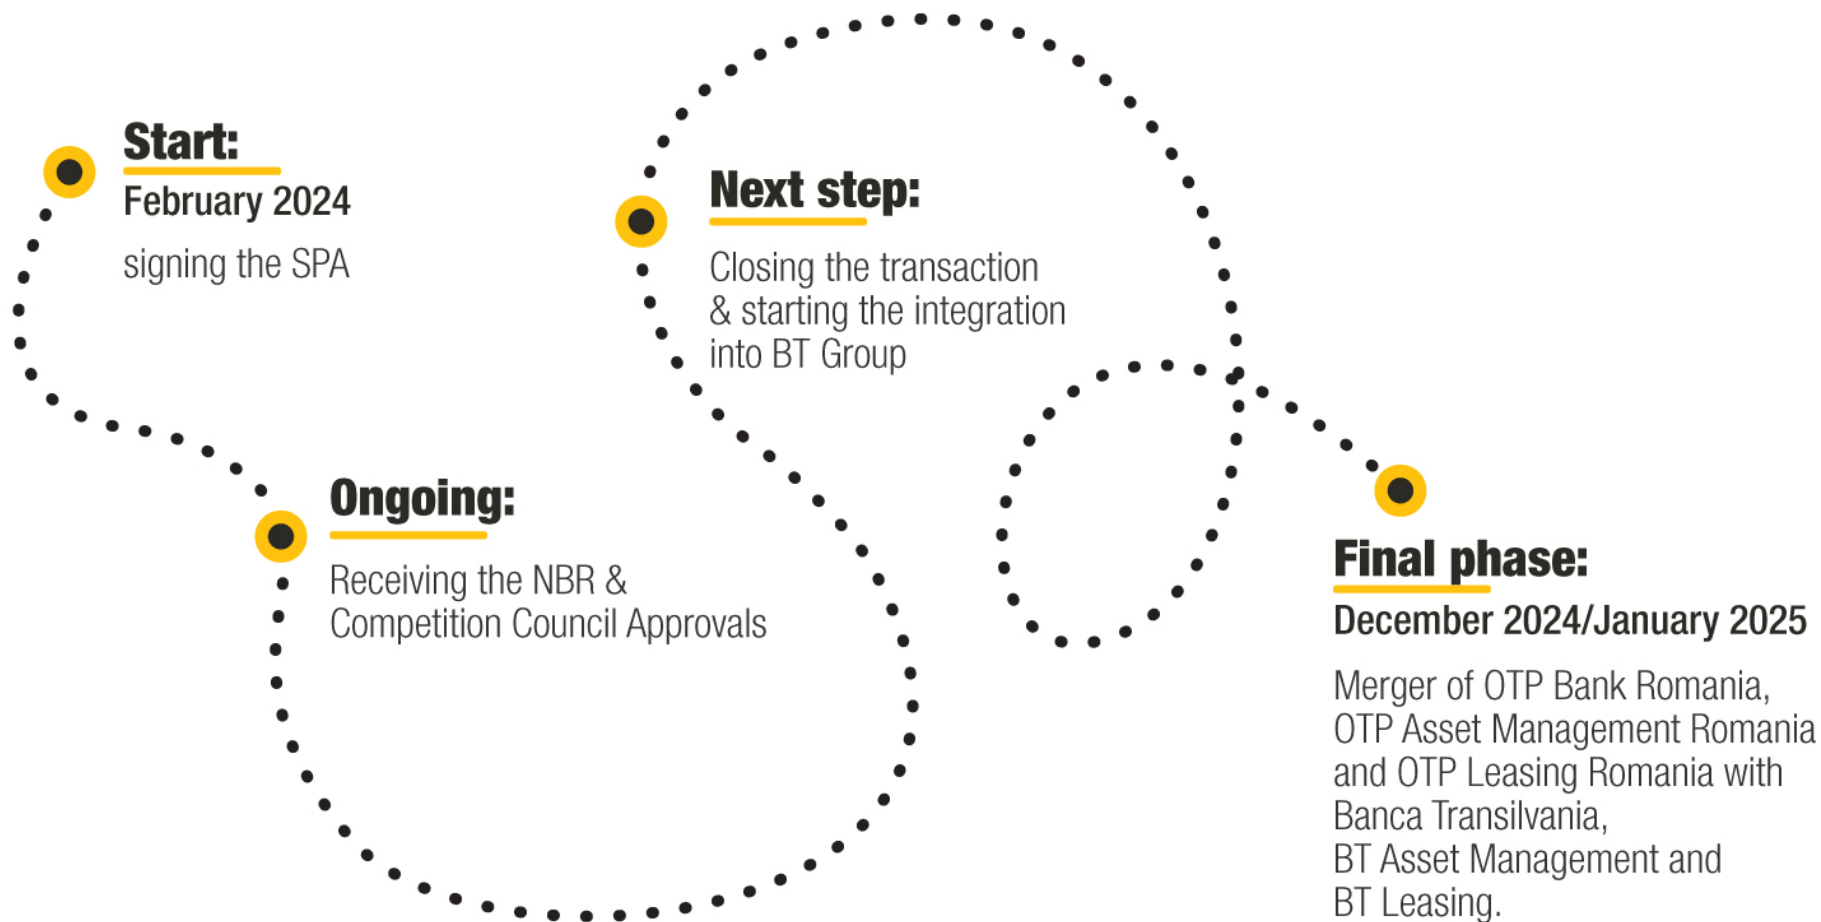 Start:
February 2024
signing the SPA
Next step:
Closing the transaction
& starting the integration
into BT Group
Ongoing:
Receiving the NBR &
Competition Council Approvals
Final phase:
December 2024/January 2025
Merger of OTP Bank Romania,
OTP Asset Management Romania
and OTP Leasing Romania with
Banca Transilvania,
BT Asset Management and
BT Leasing.